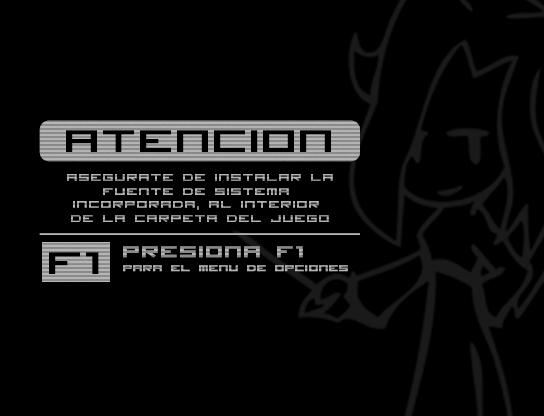 ATENCION
ASEGURATE DE INSTALAR LA
FUENTE DE SISTEMA
INCORPORADA, AL INTERIOR
DE LA CARPETA DEL JUEGO
F1
PRESIONA F1
PARA EL MENU DE OPCIONES